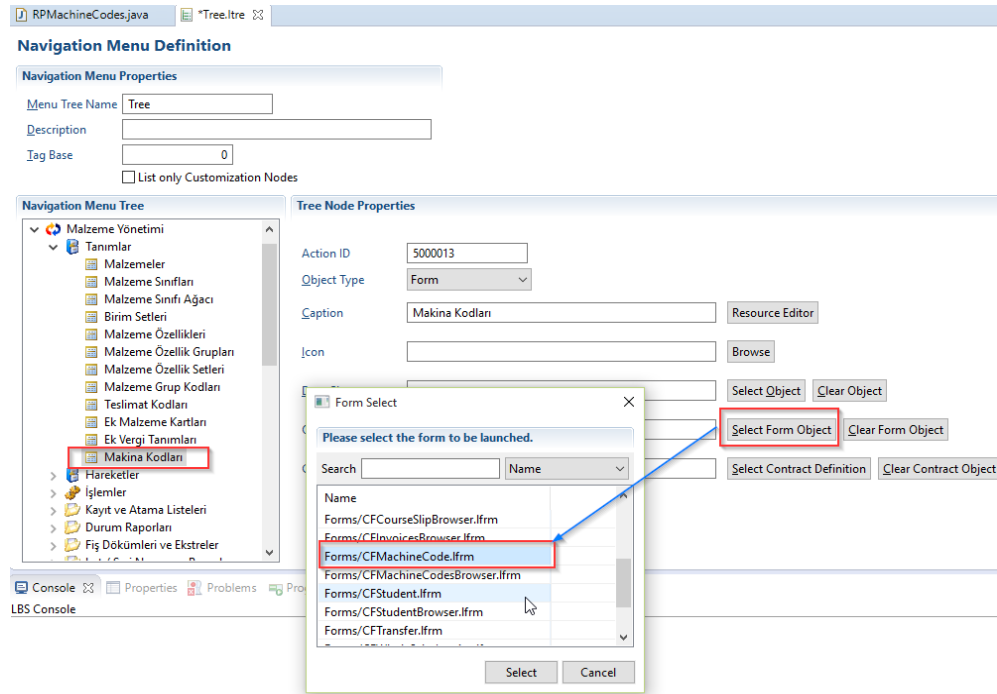 RPMachineCodes.java
*Tree.ltre
Navigation Menu Definition
Navigation Menu Properties
Menu Tree Name Tree
Description
Tag Base 0
List only Customization Nodes
Navigation Menu Tree
Malzeme Yönetimi
Tanımlar
Malzemeler
Malzeme Sınıfları
Malzeme Sınıfı Ağacı
Birim Setleri
Malzeme Özellikleri
Malzeme Özellik Grupları
Malzeme Özellik Setleri
Malzeme Grup Kodları
Teslimat Kodları
Ek Malzeme Kartları
Ek Vergi Tanımları
Makina Kodları
Hareketler
İşlemler
Kayıt ve Atama Listeleri
Durum Raporları
Fiş Dökümleri ve Ekstreler
Tree Node Properties
Action ID 5000013
Object Type Form
Caption Makina Kodları Resource Editor
Icon Browse
Select Object Clear Object
Select Form Object Clear Form Object
Select Contract Definition Clear Contract Object
Form Select
Please select the form to be launched.
Search Name
Name
Forms/CFCourseSlipBrowser.lfrm
Forms/CFInvoicesBrowser.lfrm
Forms/CFMachineCode.lfrm
Forms/CFMachineCodesBrowser.lfrm
Forms/CFStudent.lfrm
Forms/CFStudentBrowser.lfrm
Forms/CFTransfer.lfrm
Select Cancel
Console Properties Problems
LBS Console